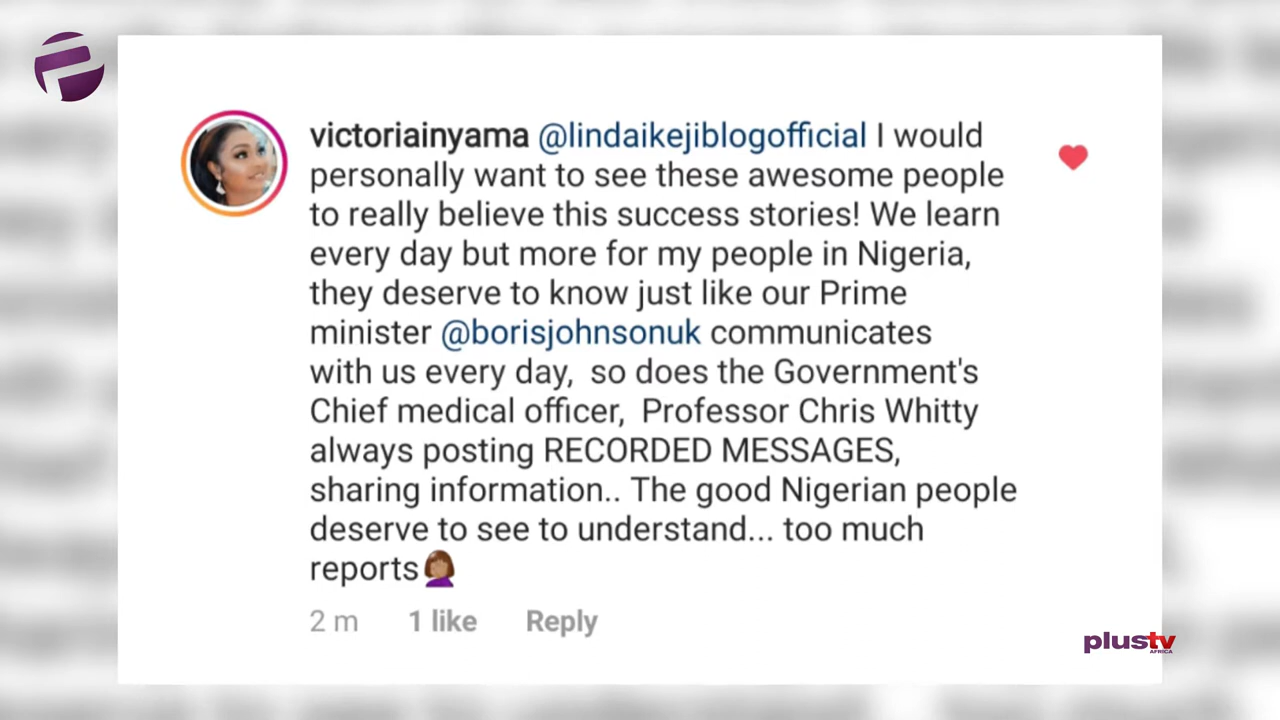 victoriainyama @lindaikejiblogofficial I would
personally want to see these awesome people
to really believe this success stories! We learn
every day but more for my people in Nigeria,
they deserve to know just like our Prime
minister @borisjohnsonuk communicates
with us every day, so does the Government's
Chief medical officer, Professor Chris Whitty
always posting RECORDED MESSAGES,
sharing information.. The good Nigerian people
deserve to see to understand... too much
reports🤦🏽‍♀️
2 m 1 like Reply
plustv
AFRICA